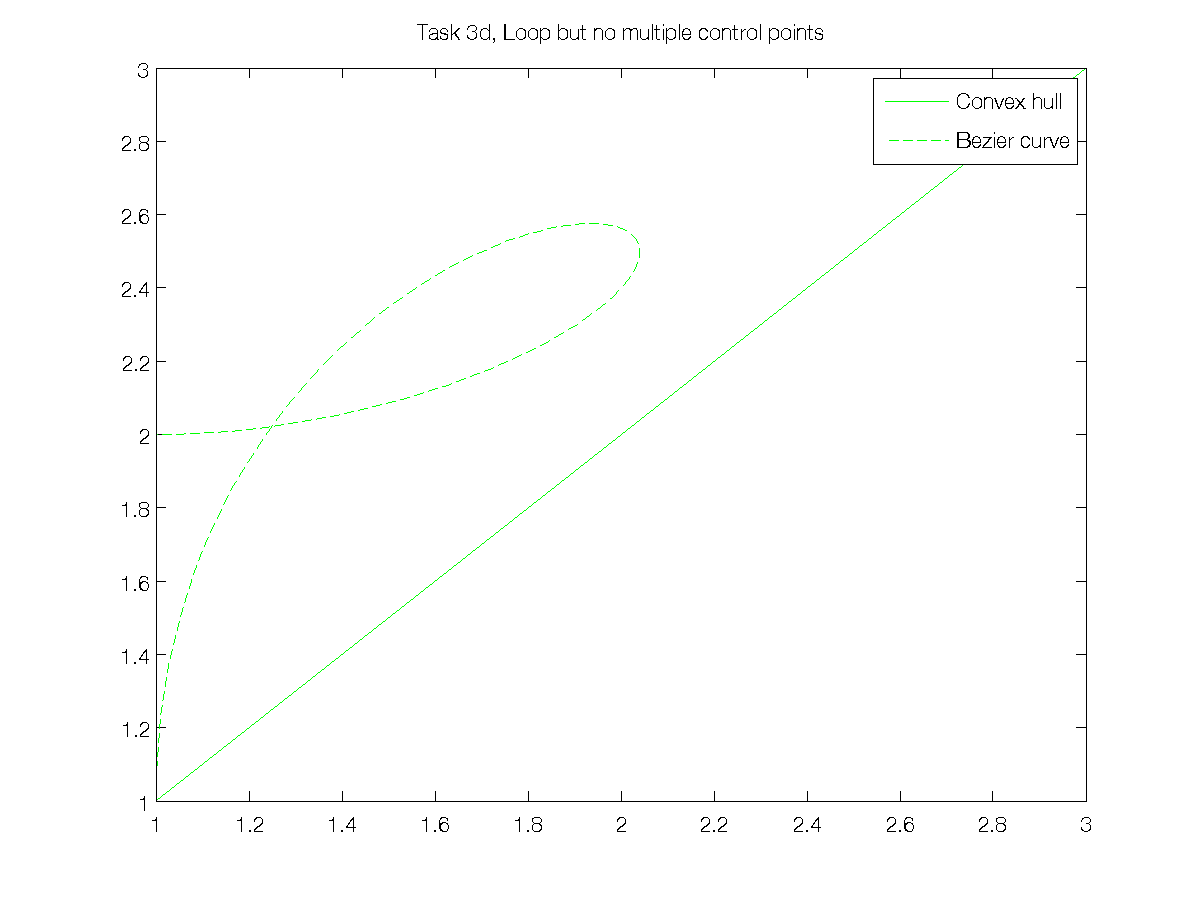 Task 3d, Loop but no multiple control points
Convex hull
Bezier curve
3
2.8
2.6
2.4
2.2
2
1.8
1.6
1.4
1.2
1
1 1.2 1.4 1.6 1.8 2 2.2 2.4 2.6 2.8 3